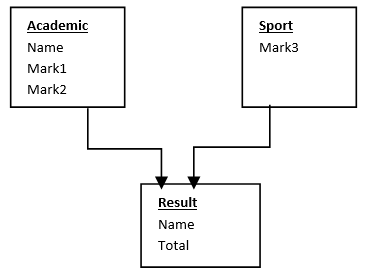 Academic
Name
Mark1
Mark2
Sport
Mark3
Result
Name
Total